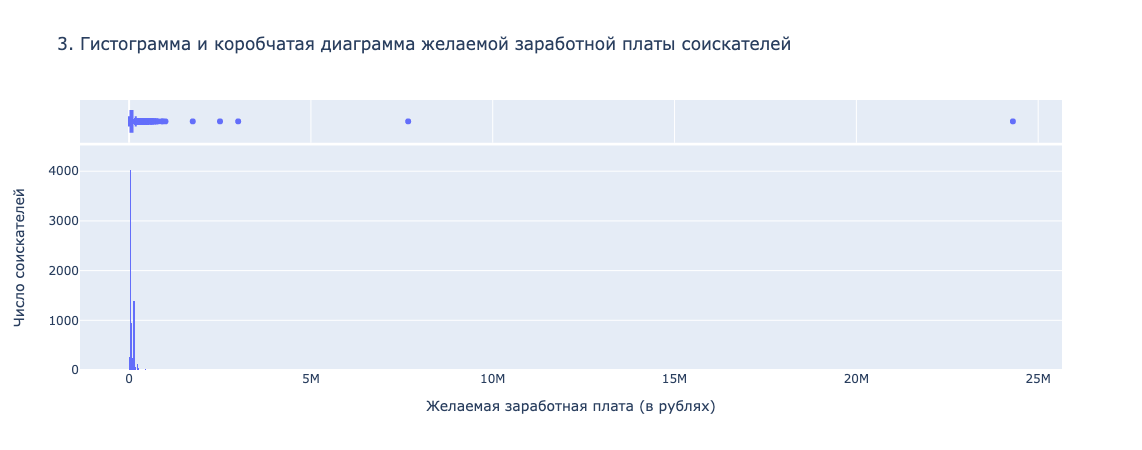 3. Гистограмма и коробчатая диаграмма желаемой заработной платы соискателей
4000
3000
2000
1000
0
Число соискателей
0 5M 10M 15M 20M 25M
Желаемая заработная плата (в рублях)